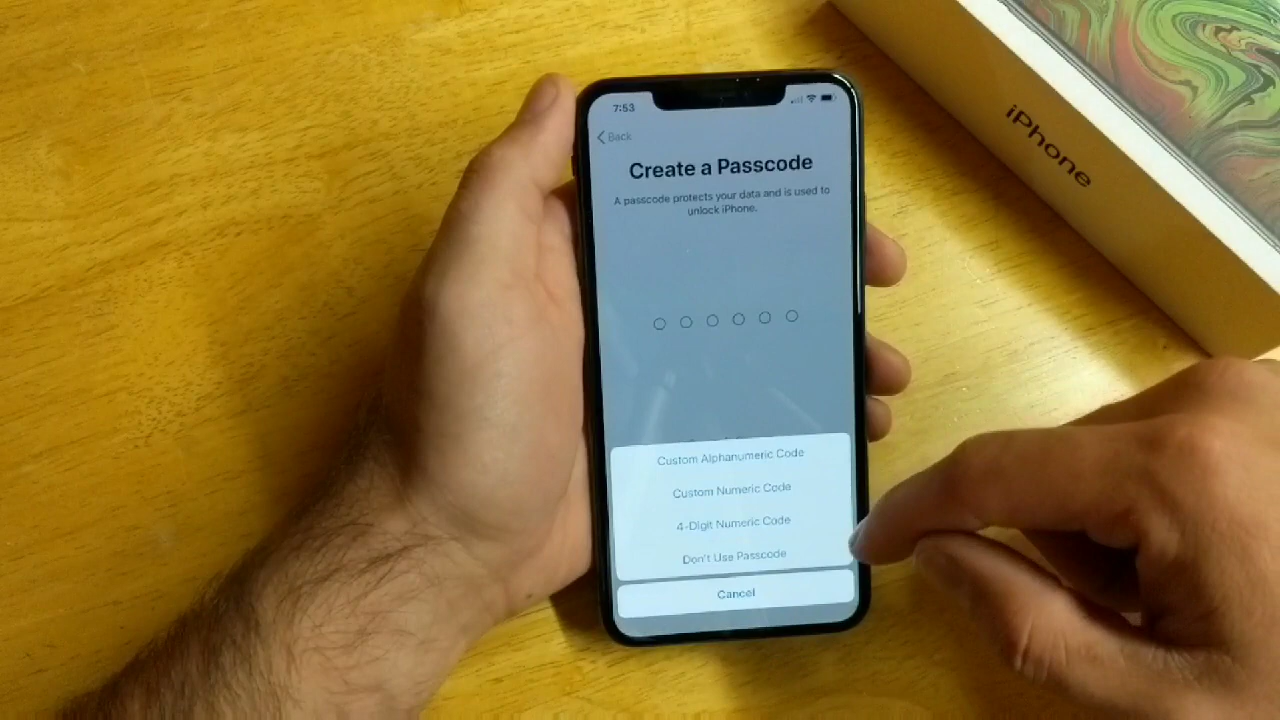 7:53
Back
Create a Passcode
A passcode protects your data and is used to
unlock iPhone.
Custom Alphanumeric Code
Custom Numeric Code
4-Digit Numeric Code
Don't Use Passcode
Cancel
iPhone